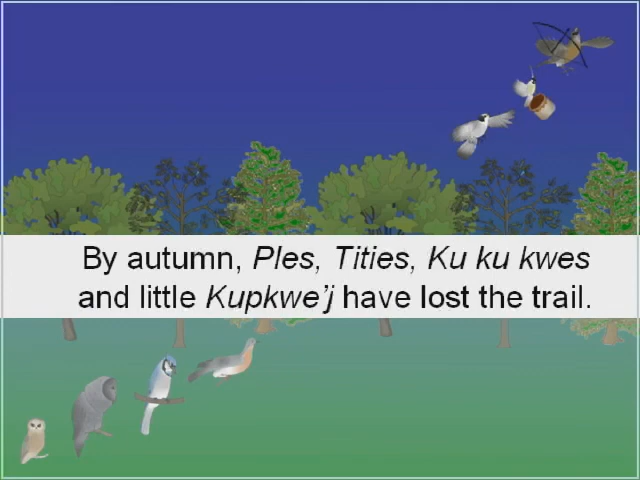 By autumn, Ples, Tities, Ku ku kwes
and little Kupkwe’j have lost the trail.